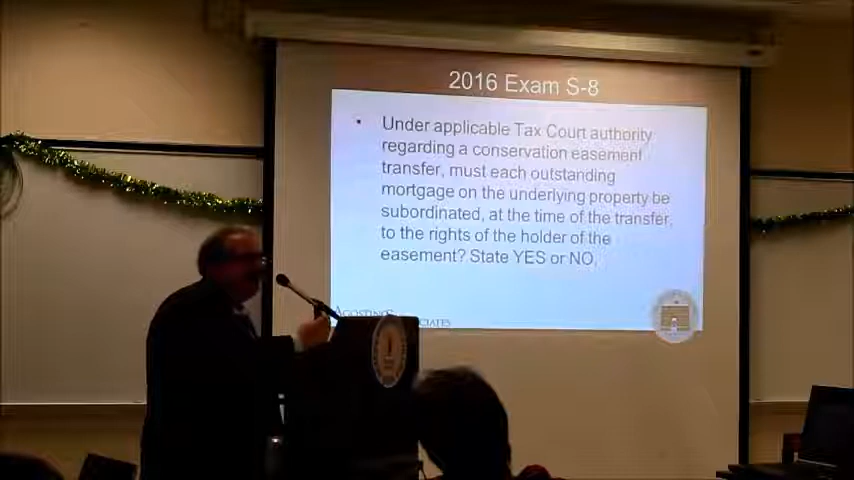 2016 Exam S-8
• Under applicable Tax Court authority
regarding a conservation easement
transfer, must each outstanding
mortgage on the underlying property be
subordinated, at the time of the transfer,
to the rights of the holder of the
easement? State YES or NO.